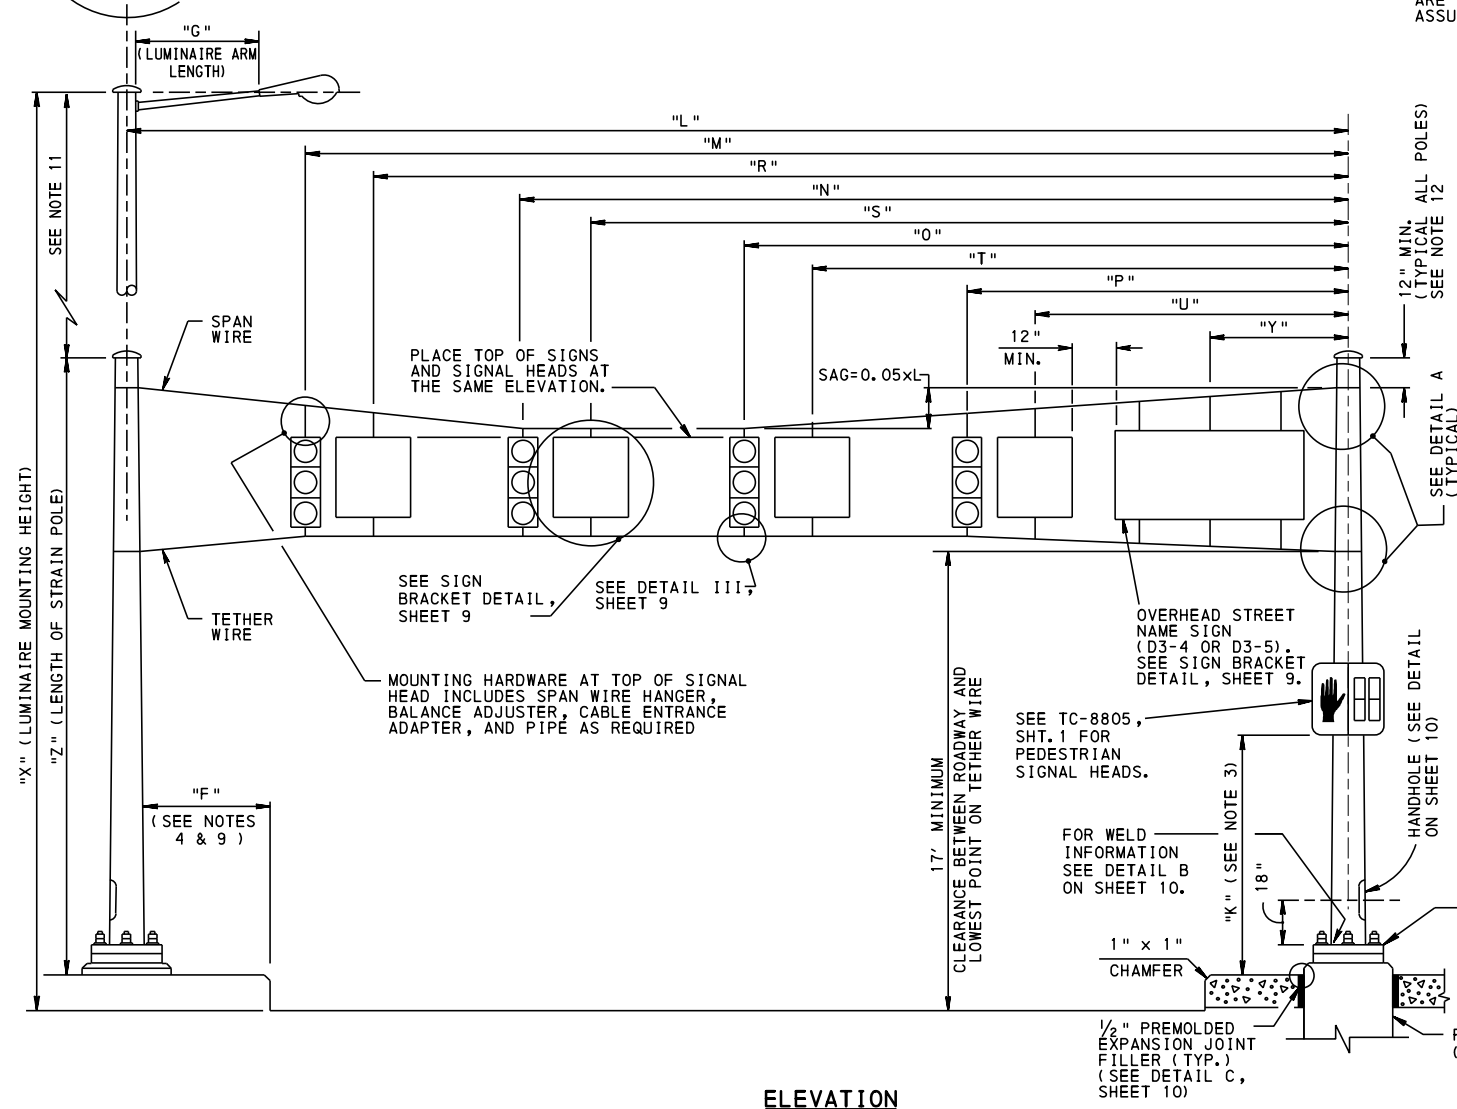 ARE
ASSU
"G"
(LUMINAIRE ARM
LENGTH)
"L"
"M"
"R"
"N"
"S"
"O"
"T"
"P"
"U"
"Y"
12"
MIN.
SEE NOTE 11
12" MIN.
(TYPICAL ALL POLES)
SEE NOTE 12
SPAN
WIRE
PLACE TOP OF SIGNS
AND SIGNAL HEADS AT
THE SAME ELEVATION.
SAG=0.05xL
SEE DETAIL A
(TYPICAL)
"X" (LUMINAIRE MOUNTING HEIGHT)
"Z" (LENGTH OF STRAIN POLE)
TETHER
WIRE
SEE SIGN
BRACKET DETAIL,
SHEET 9
SEE DETAIL III,
SHEET 9
OVERHEAD STREET
NAME SIGN
(D3-4 OR D3-5).
SEE SIGN BRACKET
DETAIL, SHEET 9.
MOUNTING HARDWARE AT TOP OF SIGNAL
HEAD INCLUDES SPAN WIRE HANGER,
BALANCE ADJUSTER, CABLE ENTRANCE
ADAPTER, AND PIPE AS REQUIRED
SEE TC-8805,
SHT.1 FOR
PEDESTRIAN
SIGNAL HEADS.
HANDHOLE (SEE DETAIL
ON SHEET 10)
"F"
(SEE NOTES
4 & 9 )
17' MINIMUM
CLEARANCE BETWEEN ROADWAY AND
LOWEST POINT ON TETHER WIRE
FOR WELD
INFORMATION
SEE DETAIL B
ON SHEET 10.
"K" (SEE NOTE 3)
18"
1" x 1"
CHAMFER
1/2" PREMOLDED
EXPANSION JOINT
FILLER (TYP.)
(SEE DETAIL C,
SHEET 10)
(
ELEVATION